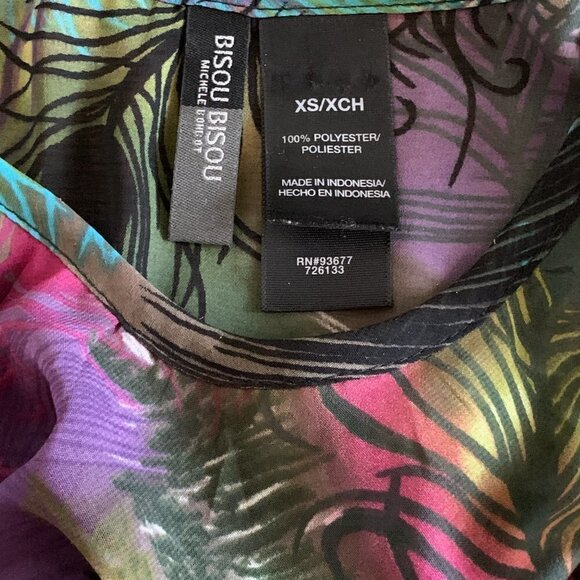 BISOU BISOU
MICHELE BOHBOT
XS/XCH
100% POLYESTER/
POLIESTER
MADE IN INDONESIA/
HECHO EN INDONESIA
RN#93677
726133